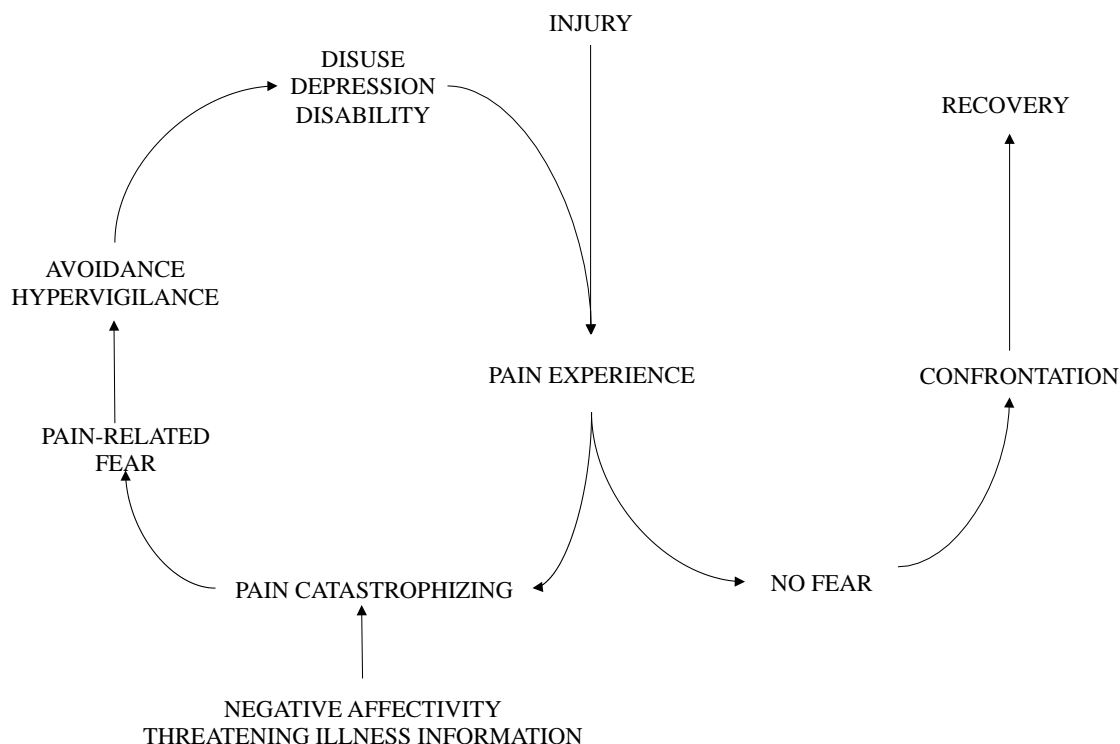 INJURY
DISUSE
DEPRESSION
DISABILITY
RECOVERY
AVOIDANCE
HYPERVIGILANCE
PAIN EXPERIENCE
CONFRONTATION
PAIN-RELATED
FEAR
PAIN CATASTROPHIZING
NO FEAR
NEGATIVE AFFECTIVITY
THREATENING ILLNESS INFORMATION